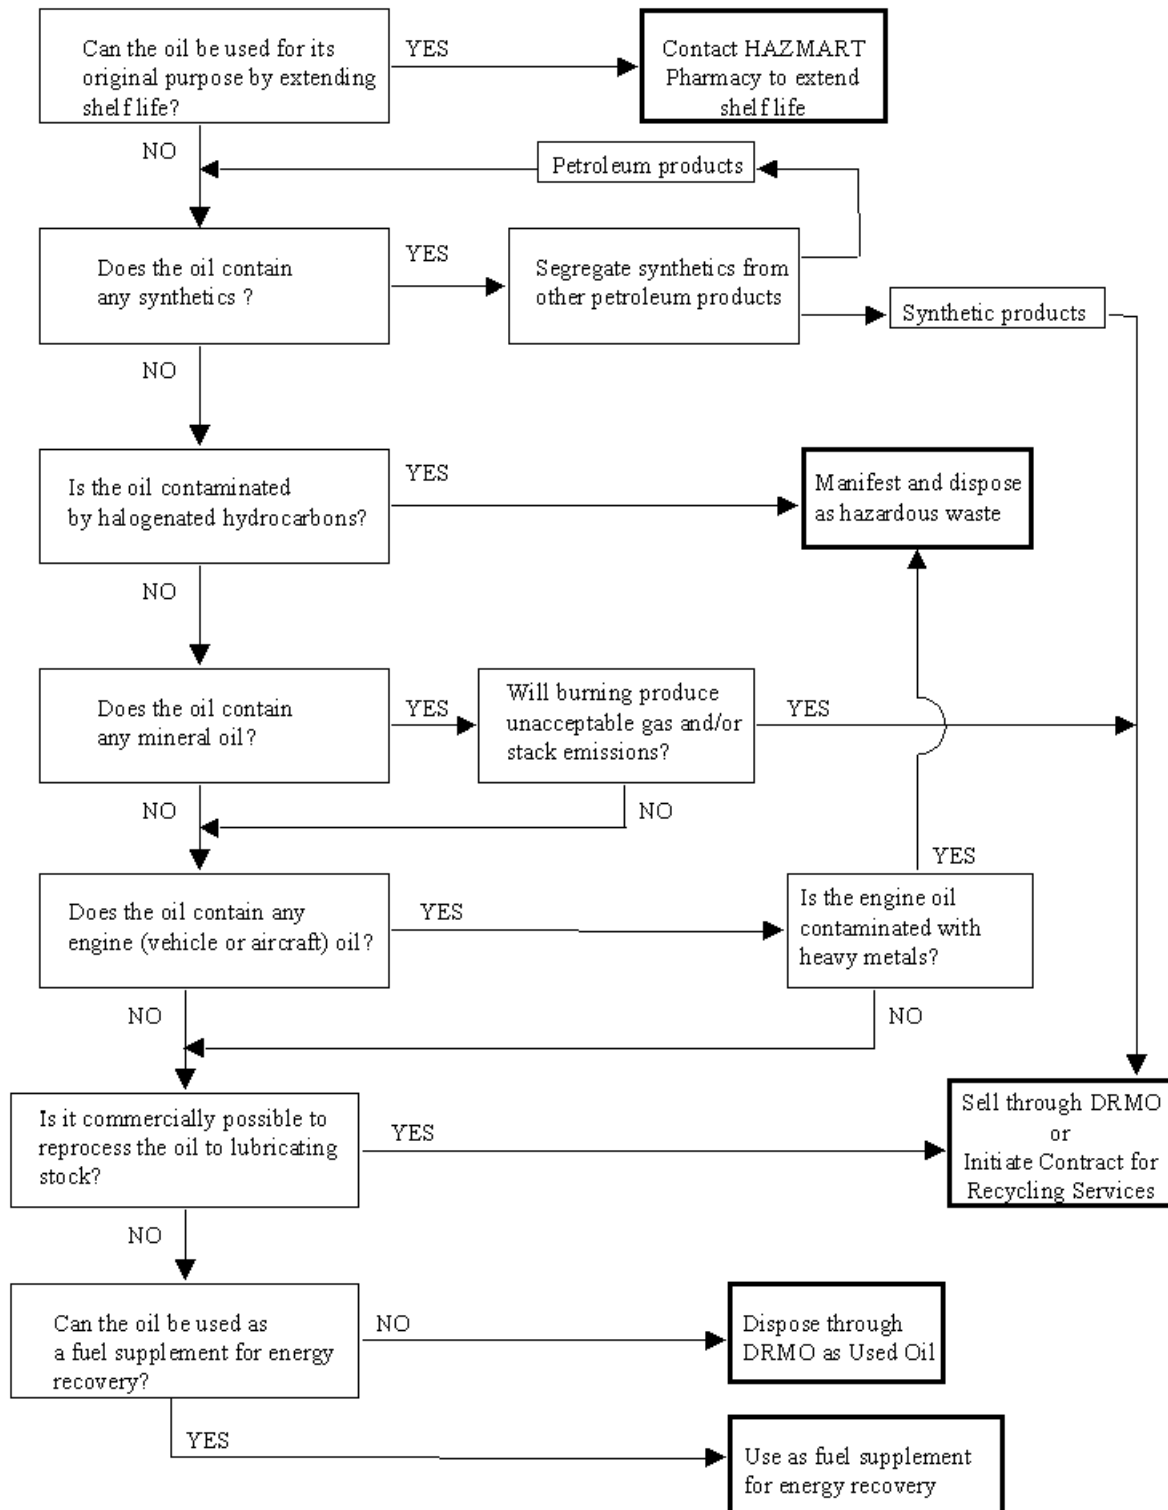 Can the oil be used for its
original purpose by extending
shelf life?
YES
Contact HAZMART
Pharmacy to extend
shelf life
NO
Petroleum products
Does the oil contain
any synthetics ?
YES
Segregate synthetics from
other petroleum products
Synthetic products
NO
Is the oil contaminated
by halogenated hydrocarbons?
YES
Manifest and dispose
as hazardous waste
NO
Does the oil contain
any mineral oil?
YES
Will burning produce
unacceptable gas and/or
stack emissions?
YES
NO
NO
Does the oil contain any
engine (vehicle or aircraft) oil?
YES
Is the engine oil
contaminated with
heavy metals?
YES
NO
NO
Is it commercially possible to
reprocess the oil to lubricating
stock?
YES
Sell through DRMO
or
Initiate Contract for
Recycling Services
NO
Can the oil be used as
a fuel supplement for energy
recovery?
NO
Dispose through
DRMO as Used Oil
YES
Use as fuel supplement
for energy recovery